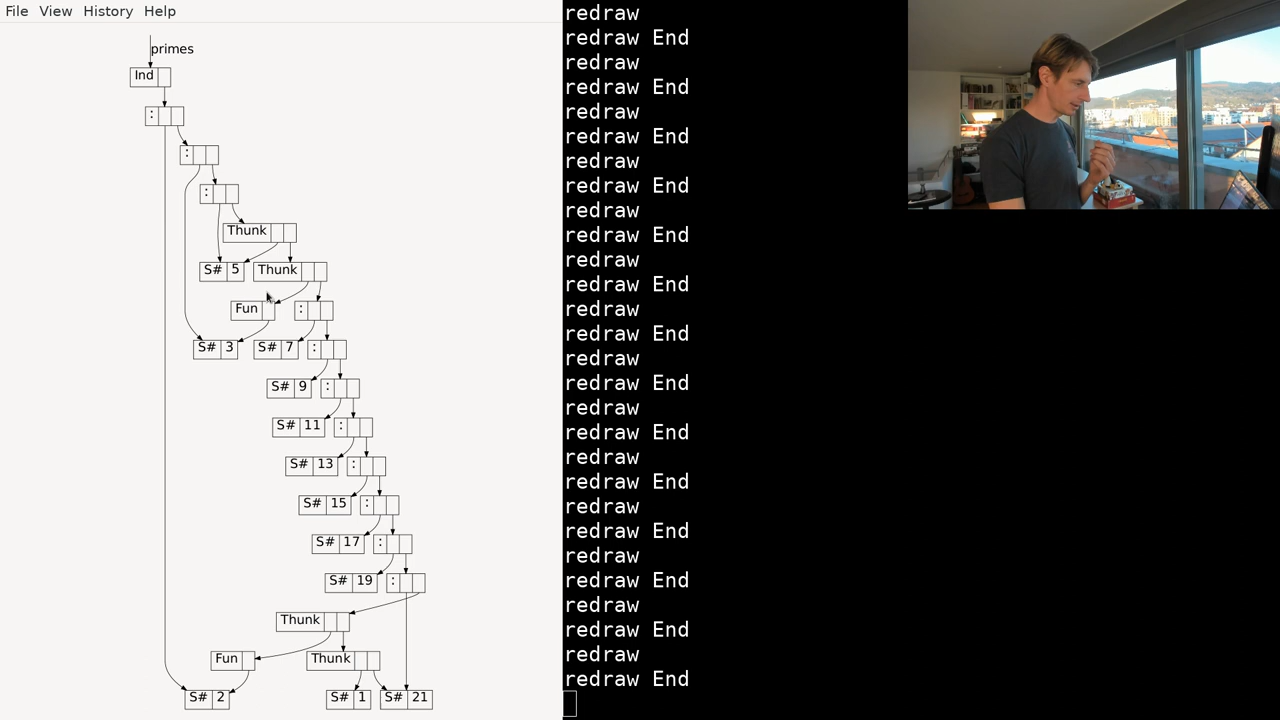 File View History Help
primes
Ind
:
:
:
Thunk
S# 5 Thunk
Fun :
S# 3 S# 7 :
S# 9 :
S# 11 :
S# 13 :
S# 15 :
S# 17 :
S# 19 :
Thunk
Fun Thunk
S# 2 S# 1 S# 21
redraw
redraw End
redraw
redraw End
redraw
redraw End
redraw
redraw End
redraw
redraw End
redraw
redraw End
redraw
redraw End
redraw
redraw End
redraw
redraw End
redraw
redraw End
redraw
redraw End
redraw
redraw End
redraw
redraw End
redraw
redraw End